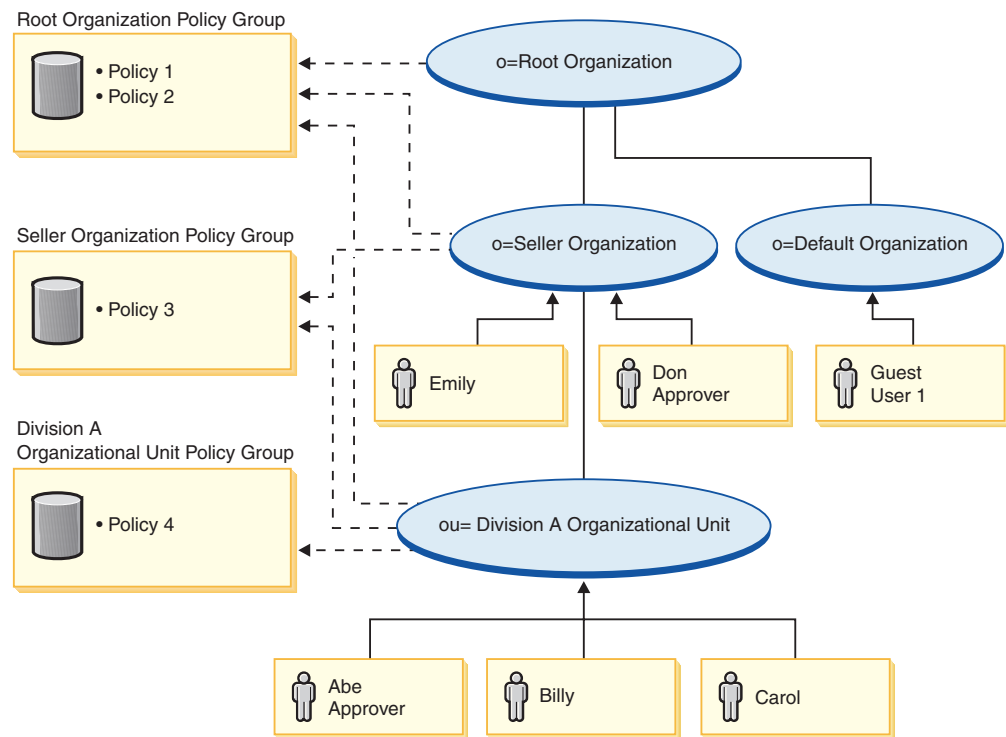 Root Organization Policy Group
• Policy 1
• Policy 2
o=Root Organization
Seller Organization Policy Group
• Policy 3
o=Seller Organization
o=Default Organization
Emily
Don
Approver
Guest
User 1
Division A
Organizational Unit Policy Group
• Policy 4
ou= Division A Organizational Unit
Abe
Approver
Billy
Carol